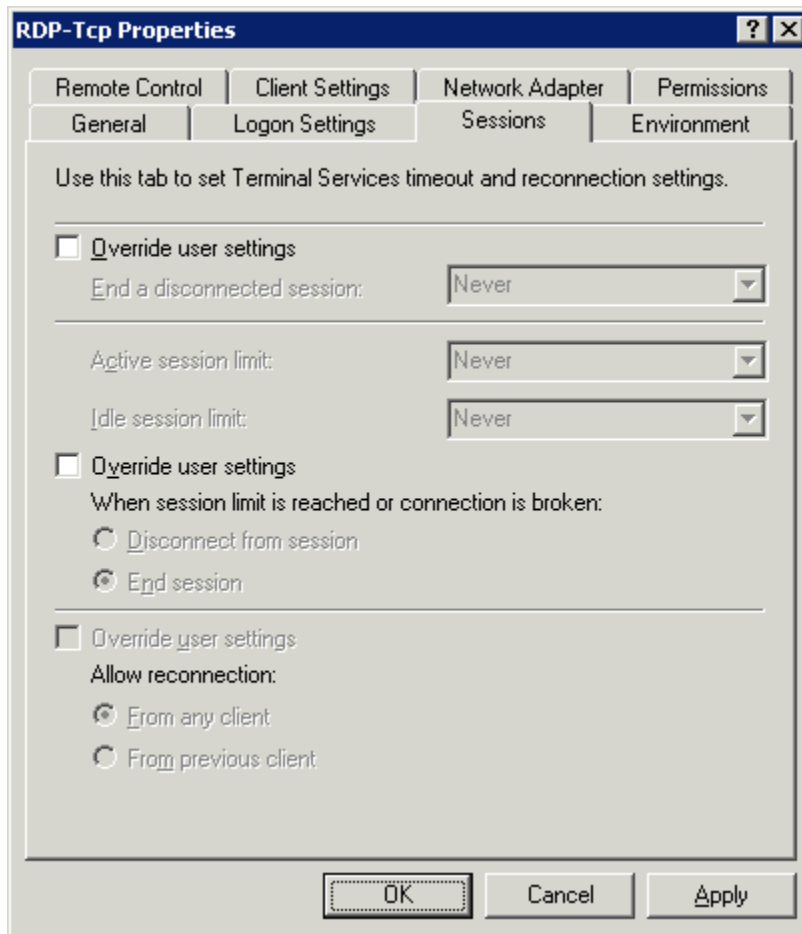 RDP-Tcp Properties
Remote Control Client Settings Network Adapter Permissions
General Logon Settings Sessions Environment
Use this tab to set Terminal Services timeout and reconnection settings.
Override user settings
End a disconnected session: Never
Active session limit: Never
Idle session limit: Never
Override user settings
When session limit is reached or connection is broken:
Disconnect from session
End session
Override user settings
Allow reconnection:
From any client
From previous client
OK Cancel Apply